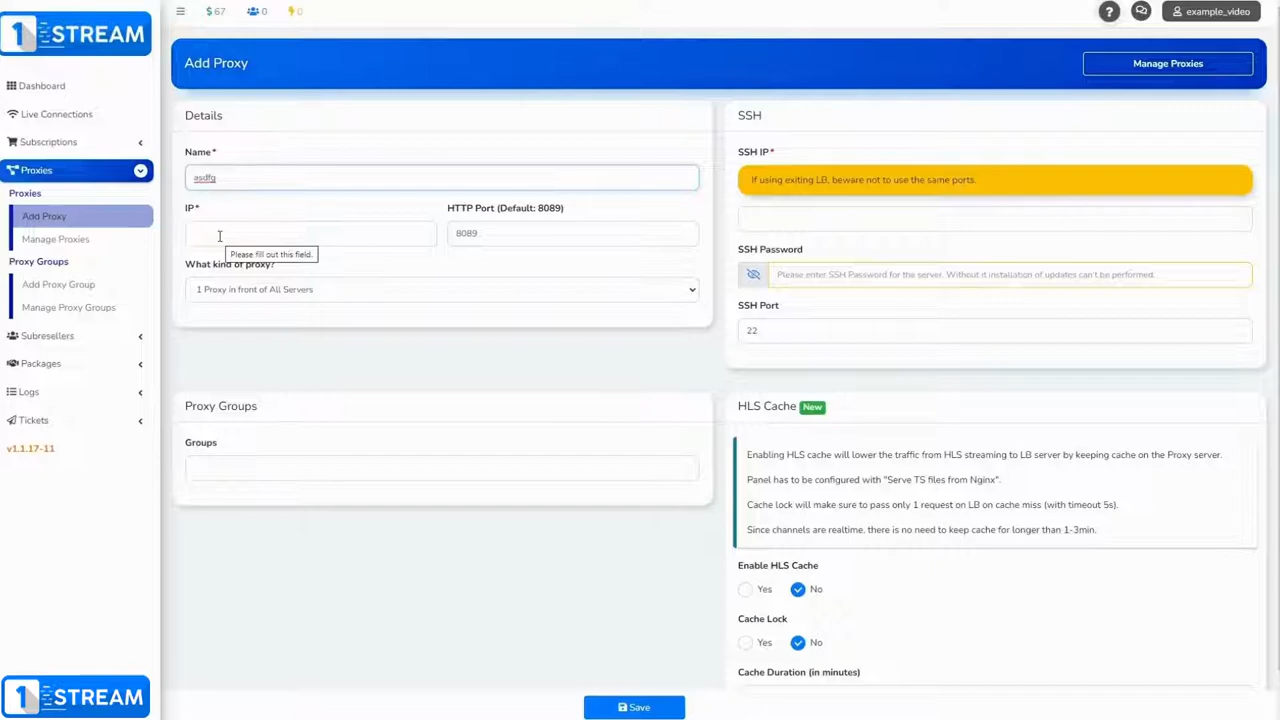 1 STREAM
$ 67
0
0
?
example_video
Dashboard
Live Connections
Subscriptions
Proxies
Proxies
Add Proxy
Manage Proxies
Proxy Groups
Add Proxy Group
Manage Proxy Groups
Subresellers
Packages
Logs
Tickets
v1.1.17-11
1 STREAM
Add Proxy
Manage Proxies
Details
Name*
asdfg
IP*
HTTP Port (Default: 8089)
8089
Please fill out this field.
What kind of proxy?
1 Proxy in front of All Servers
SSH
SSH IP*
If using exiting LB, beware not to use the same ports.
SSH Password
Please enter SSH Password for the server. Without it installation of updates can't be performed.
SSH Port
22
Proxy Groups
Groups
HLS Cache New
Enabling HLS cache will lower the traffic from HLS streaming to LB server by keeping cache on the Proxy server.
Panel has to be configured with "Serve TS files from Nginx".
Cache lock will make sure to pass only 1 request on LB on cache miss (with timeout 5s).
Since channels are realtime, there is no need to keep cache for longer than 1-3min.
Enable HLS Cache
Yes No
Cache Lock
Yes No
Cache Duration (in minutes)
Save